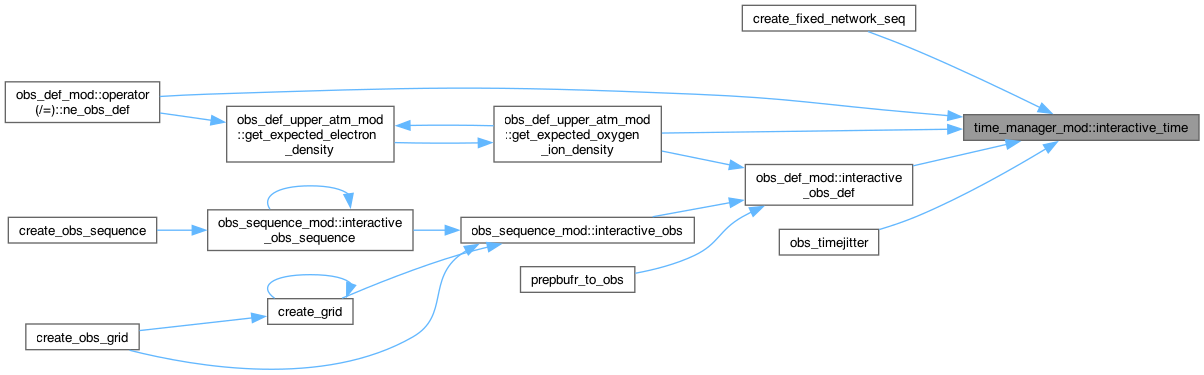 create_fixed_network_seq
obs_def_mod::operator
(/=)::ne_obs_def
obs_def_upper_atm_mod
::get_expected_electron
_density
obs_def_upper_atm_mod
::get_expected_oxygen
_ion_density
time_manager_mod::interactive_time
obs_def_mod::interactive
_obs_def
create_obs_sequence
obs_sequence_mod::interactive
_obs_sequence
obs_sequence_mod::interactive_obs
obs_timejitter
prepbufr_to_obs
create_grid
create_obs_grid